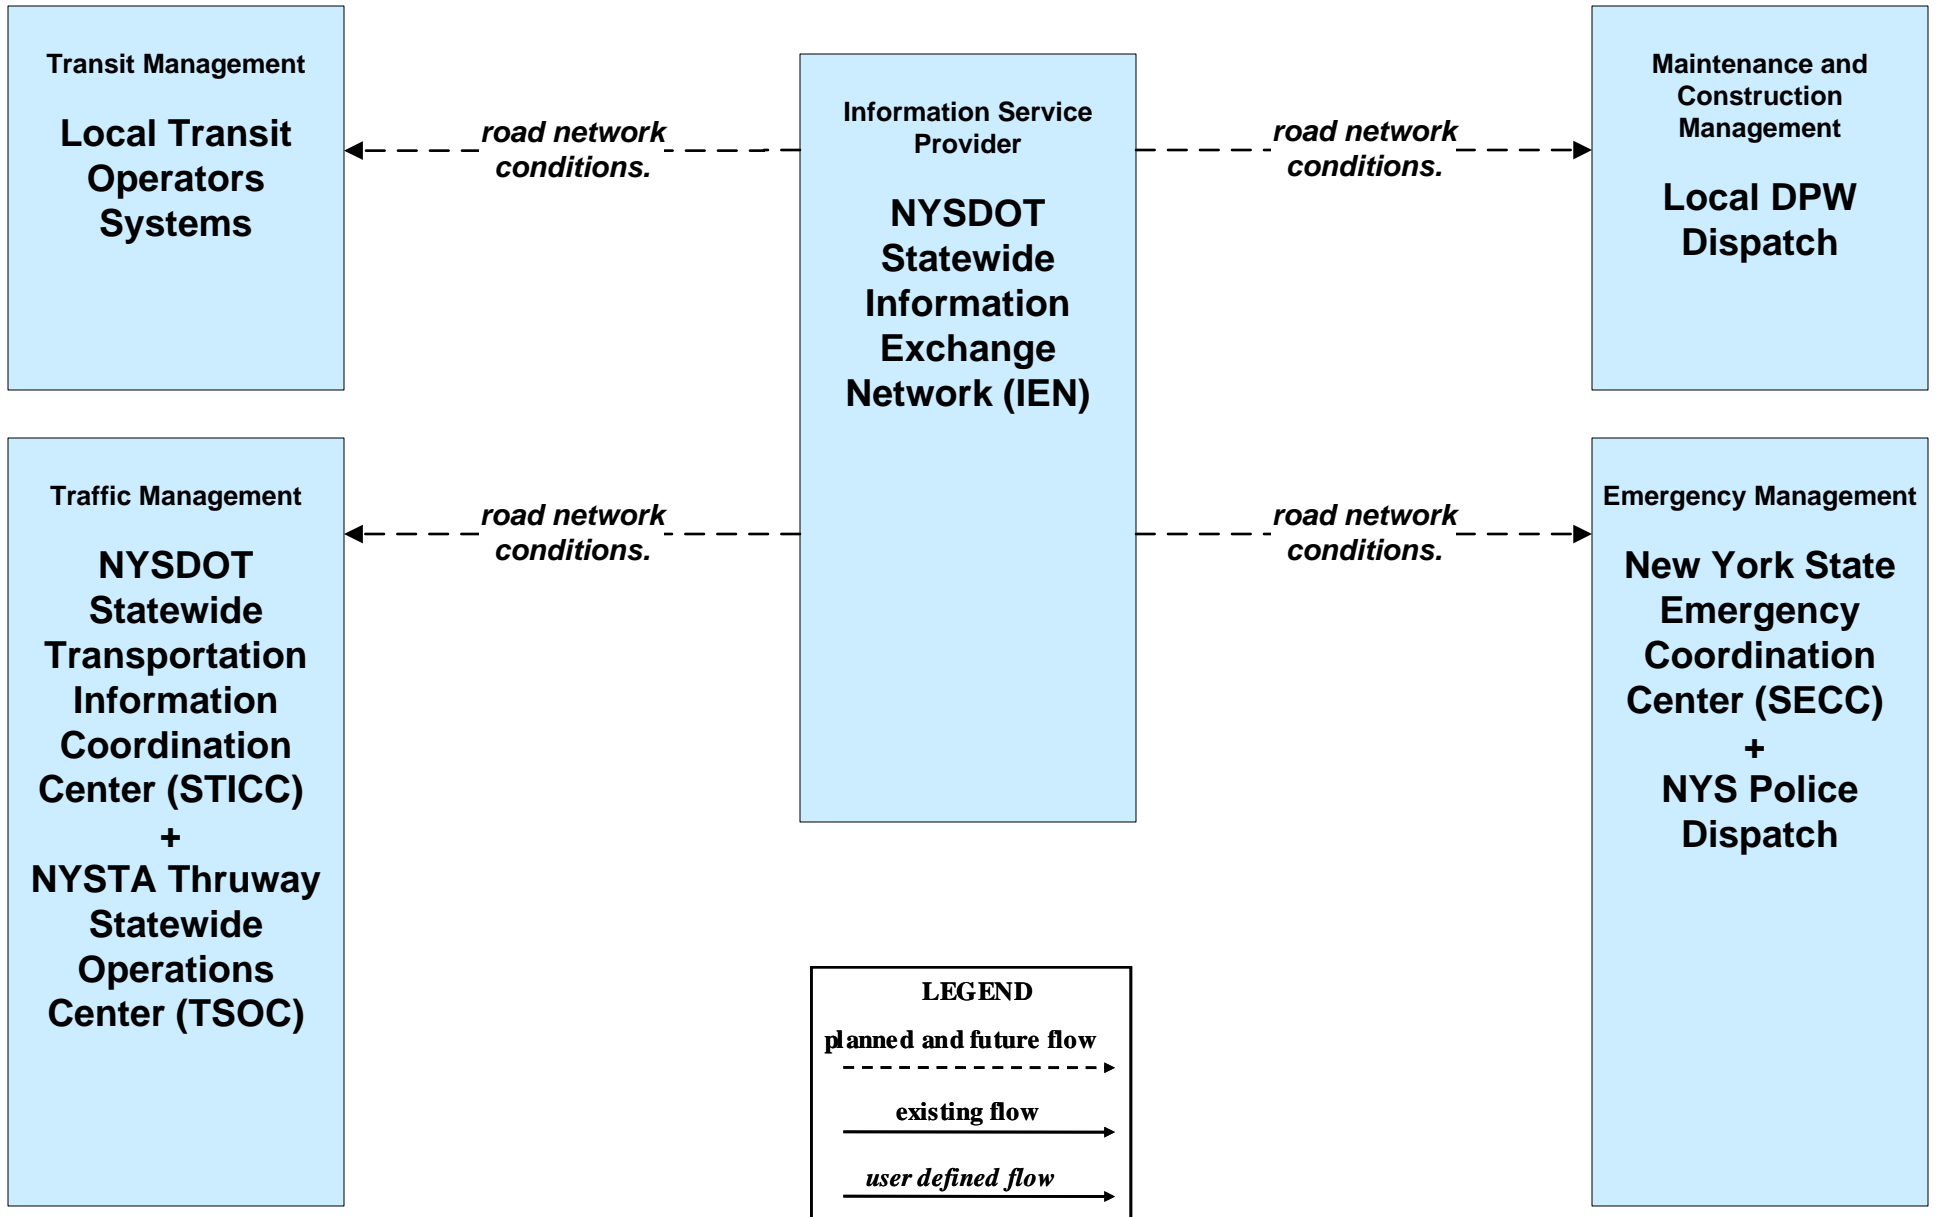 Transit Management
Local Transit
Operators
Systems
road network
conditions.
Information Service
Provider
NYSDOT
Statewide
Information
Exchange
Network (IEN)
road network
conditions.
Maintenance and
Construction
Management
Local DPW
Dispatch
Traffic Management
NYSDOT
Statewide
Transportation
Information
Coordination
Center (STICC)
+
NYSTA Thruway
Statewide
Operations
Center (TSOC)
road network
conditions.
road network
conditions.
Emergency Management
New York State
Emergency
Coordination
Center (SECC)
+
NYS Police
Dispatch
LEGEND
planned and future flow
existing flow
user defined flow